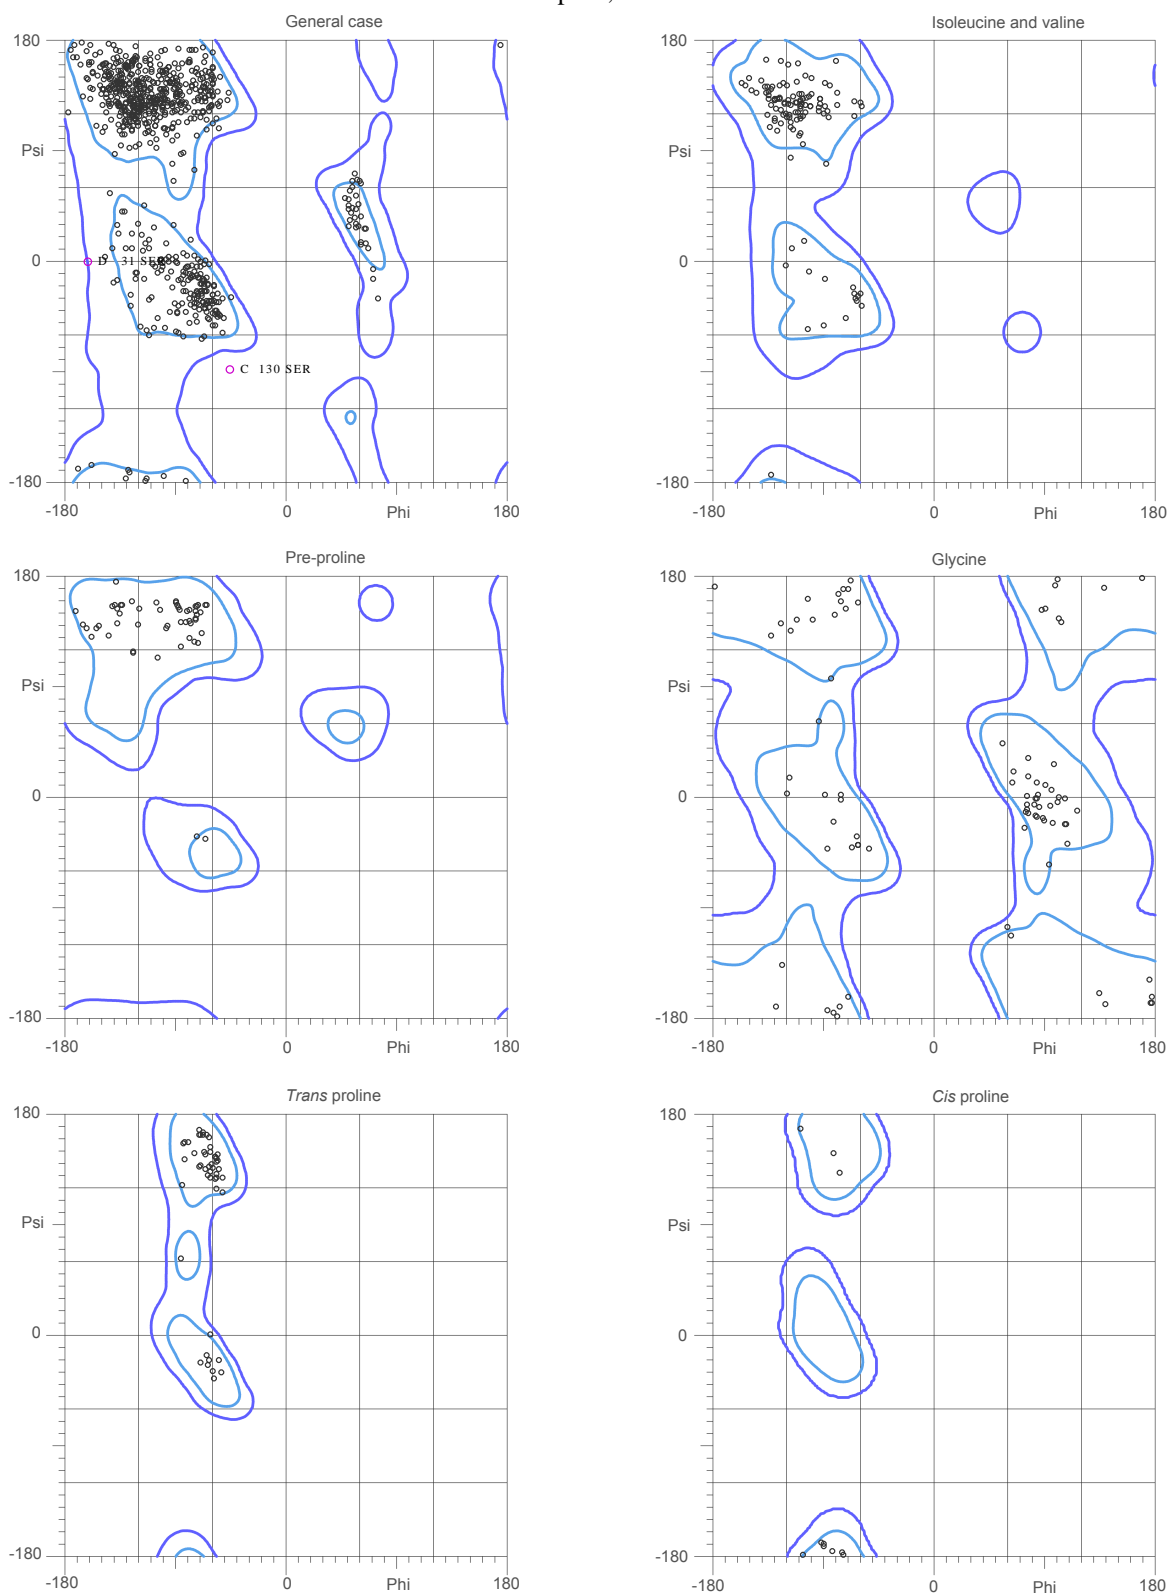 General case
Isoleucine and valine
180
Psi
0
-180
D 31 SER
C 130 SER
-180
0
Phi
180
180
Psi
0
-180
-180
0
Phi
180
Pre-proline
Glycine
180
Psi
0
-180
-180
0
Phi
180
180
Psi
0
-180
-180
0
Phi
180
Trans proline
Cis proline
180
Psi
0
-180
-180
0
Phi
180
180
Psi
0
-180
-180
0
Phi
180